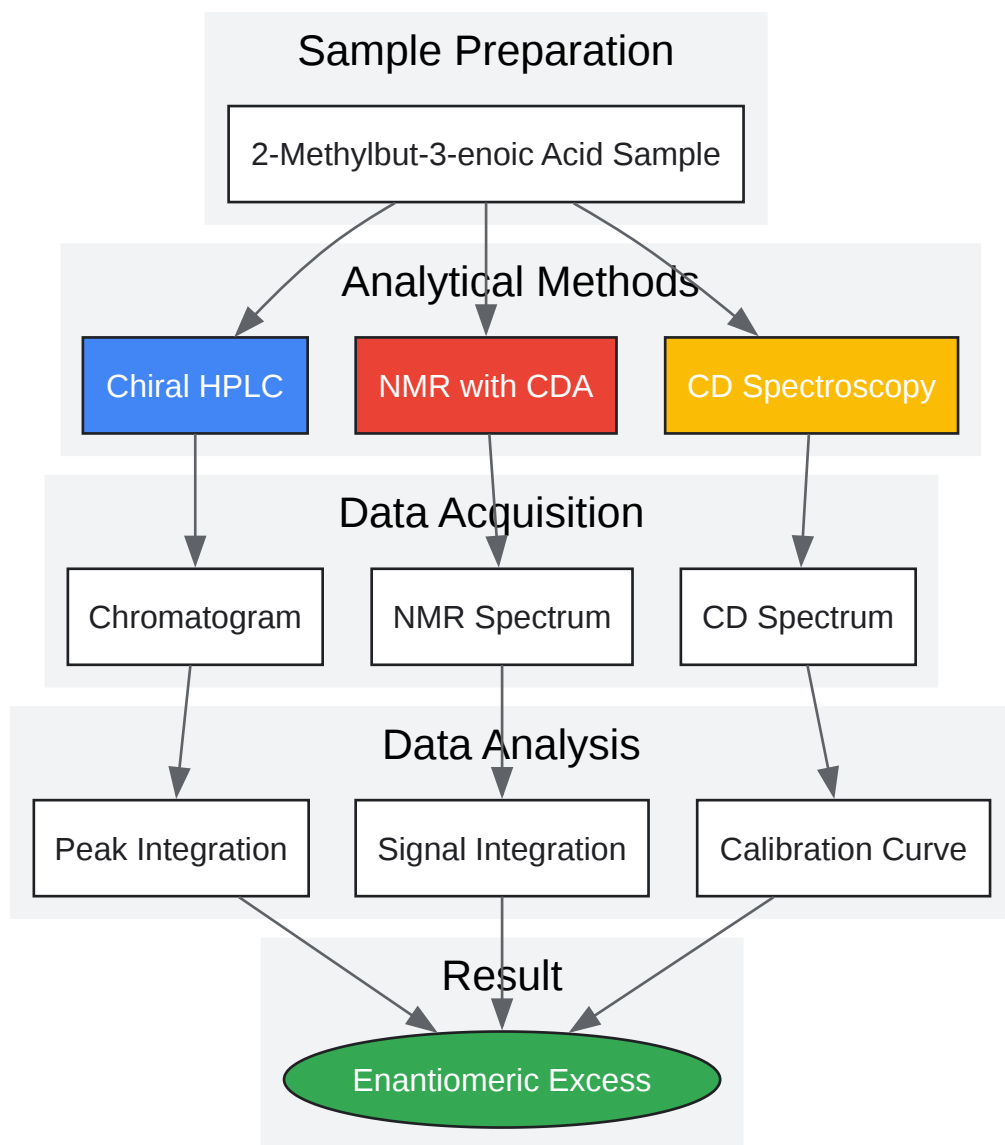 Sample Preparation
2-Methylbut-3-enoic Acid Sample
Analytical Methods
Chiral HPLC
NMR with CDA
CD Spectroscopy
Data Acquisition
Chromatogram
NMR Spectrum
CD Spectrum
Data Analysis
Peak Integration
Signal Integration
Calibration Curve
Result
Enantiomeric Excess